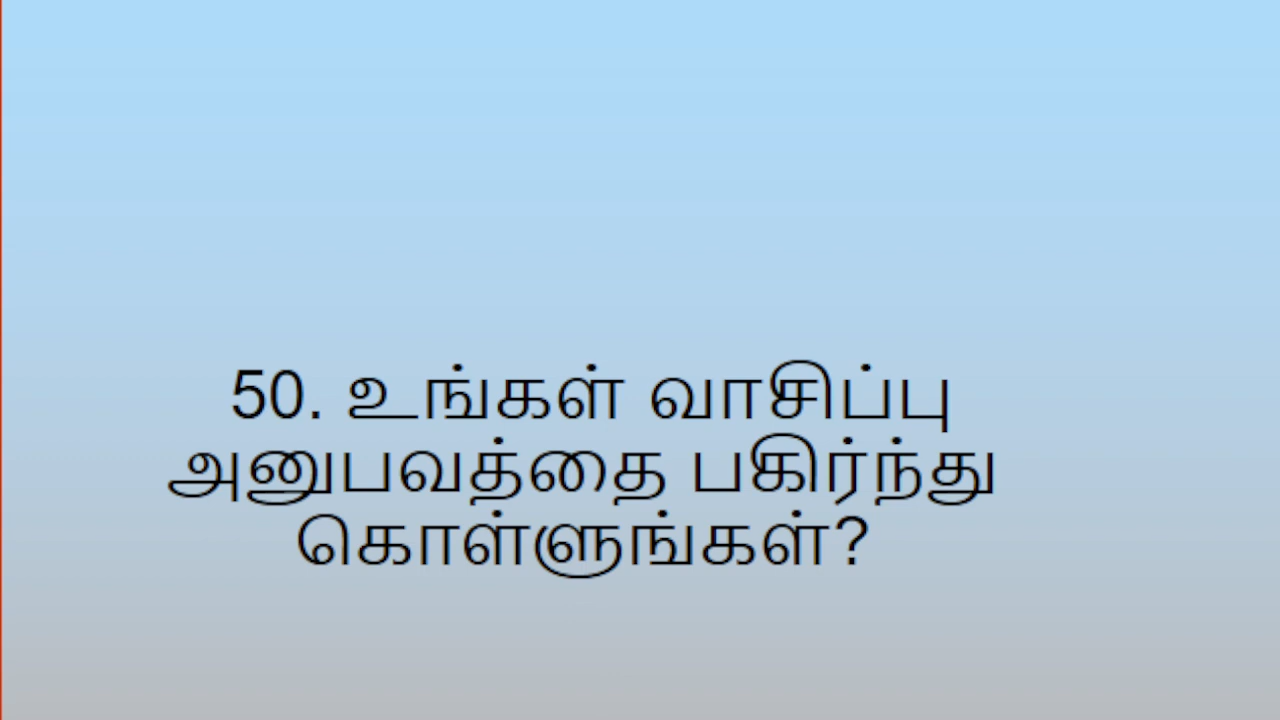 50. உங்கள் வாசிப்பு
அனுபவத்தை பகிர்ந்து
கொள்ளுங்கள்?